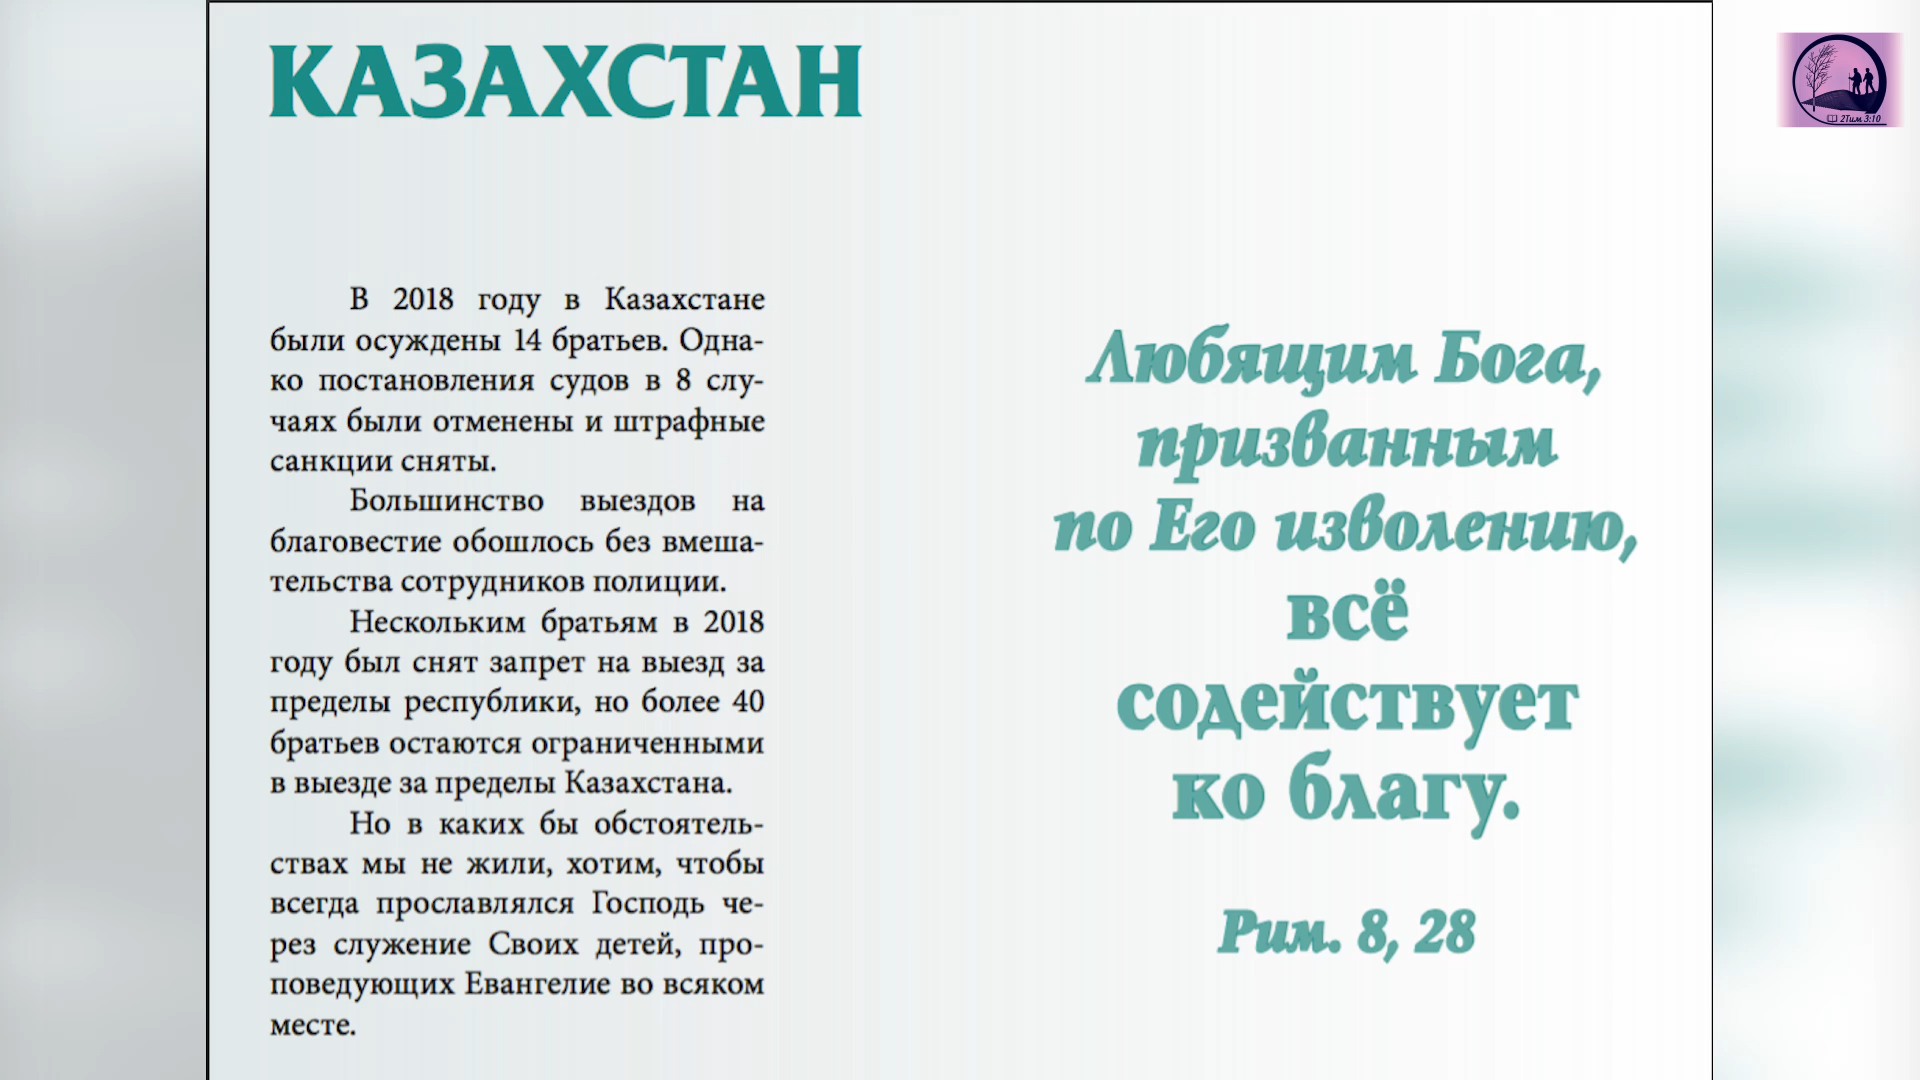 КАЗАХСТАН
В 2018 году в Казахстане
были осуждены 14 братьев. Одна-
ко постановления судов в 8 слу-
чаях были отменены и штрафные
санкции сняты.
Большинство выездов на
благовестие обошлось без вмеша-
тельства сотрудников полиции.
Нескольким братьям в 2018
году был снят запрет на выезд за
пределы республики, но более 40
братьев остаются ограниченными
в выезде за пределы Казахстана.
Но в каких бы обстоятель-
ствах мы не жили, хотим, чтобы
всегда прославлялся Господь че-
рез служение Своих детей, про-
поведующих Евангелие во всяком
месте.
Любящим Бога,
призванным
по Его изволению,
всё
содействует
ко благу.
Рим. 8, 28
2Тим 3:10